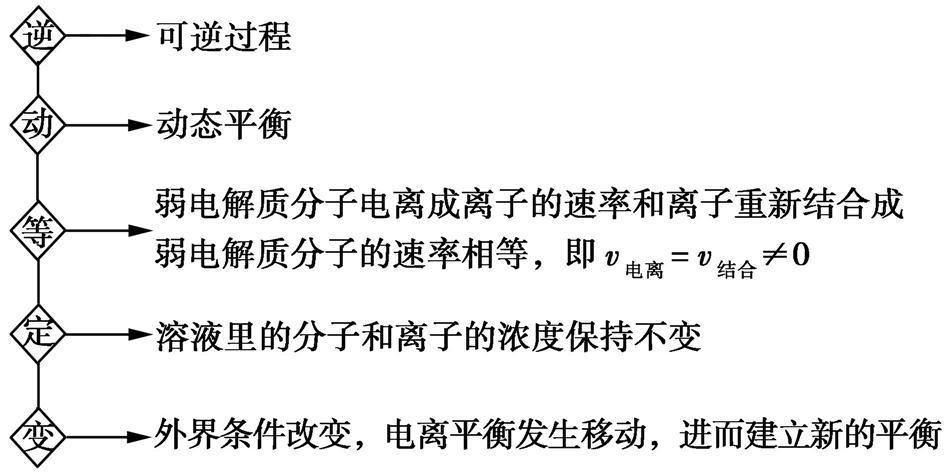 逆 可逆过程
动 动态平衡
等 弱电解质分子电离成离子的速率和离子重新结合成
弱电解质分子的速率相等，即 v电离＝v结合≠0
定 溶液里的分子和离子的浓度保持不变
变 外界条件改变，电离平衡发生移动，进而建立新的平衡